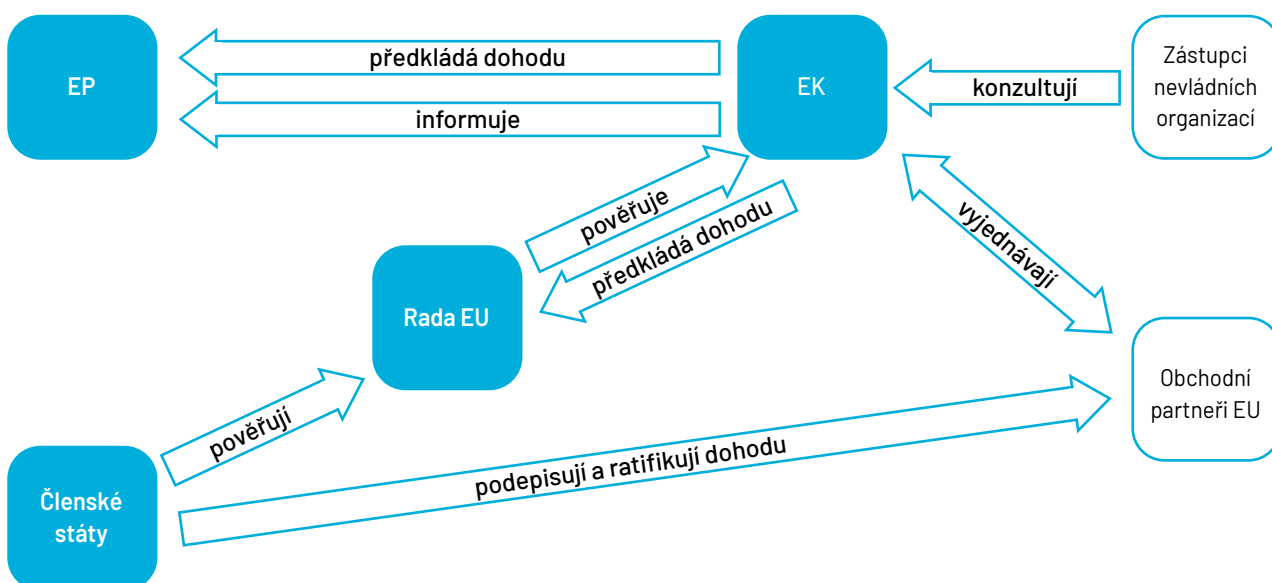 EP
předkládá dohodu
informuje
EK
konzultují
Zástupci
nevládních
organizací
pověřuje
předkládá dohodu
vyjednávají
Rada EU
Obchodní
partneři EU
pověřují
podepisují a ratifikují dohodu
Členské
státy